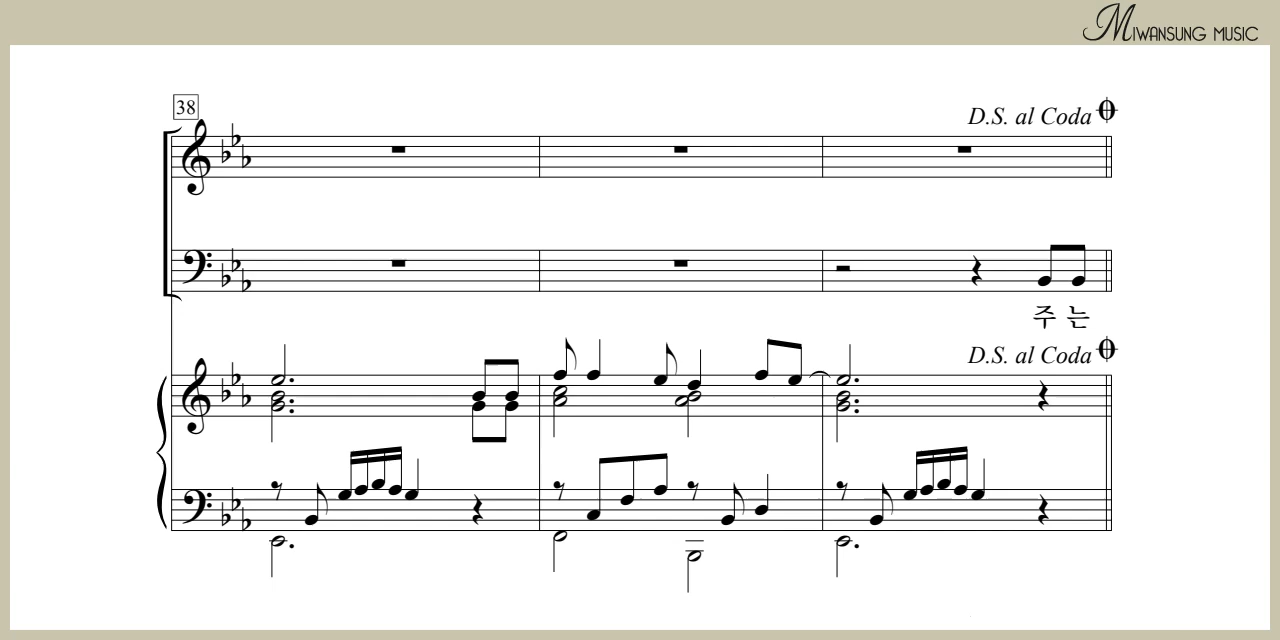 MIWANSUNG MUSIC
38
D.S. al Coda
주 는
D.S. al Coda